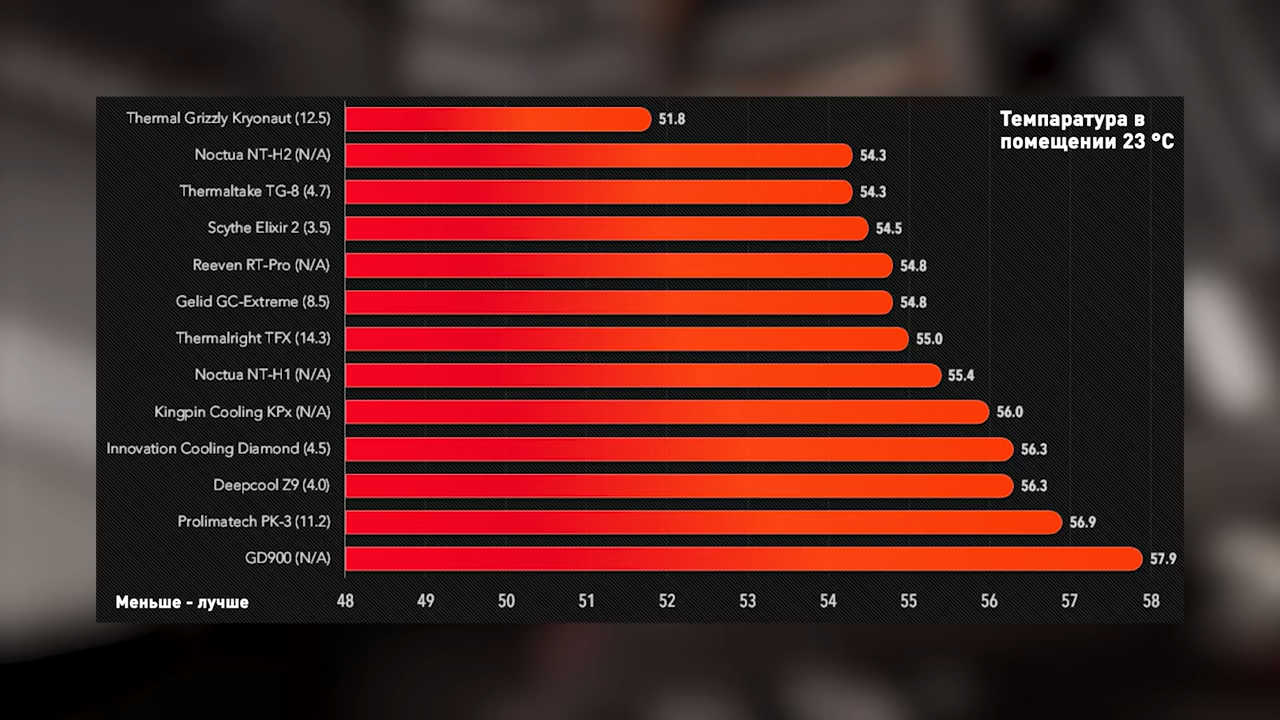 Thermal Grizzly Kryonaut (12.5) 51.8
Темпаратура в
помещении 23 °C
Noctua NT-H2 (N/A) 54.3
Thermaltake TG-8 (4.7) 54.3
Scythe Elixir 2 (3.5) 54.5
Reeven RT-Pro (N/A) 54.8
Gelid GC-Extreme (8.5) 54.8
Thermalright TFX (14.3) 55.0
Noctua NT-H1 (N/A) 55.4
Kingpin Cooling KPx (N/A) 56.0
Innovation Cooling Diamond (4.5) 56.3
Deepcool Z9 (4.0) 56.3
Prolimatech PK-3 (11.2) 56.9
GD900 (N/A) 57.9
Меньше - лучше 48 49 50 51 52 53 54 55 56 57 58